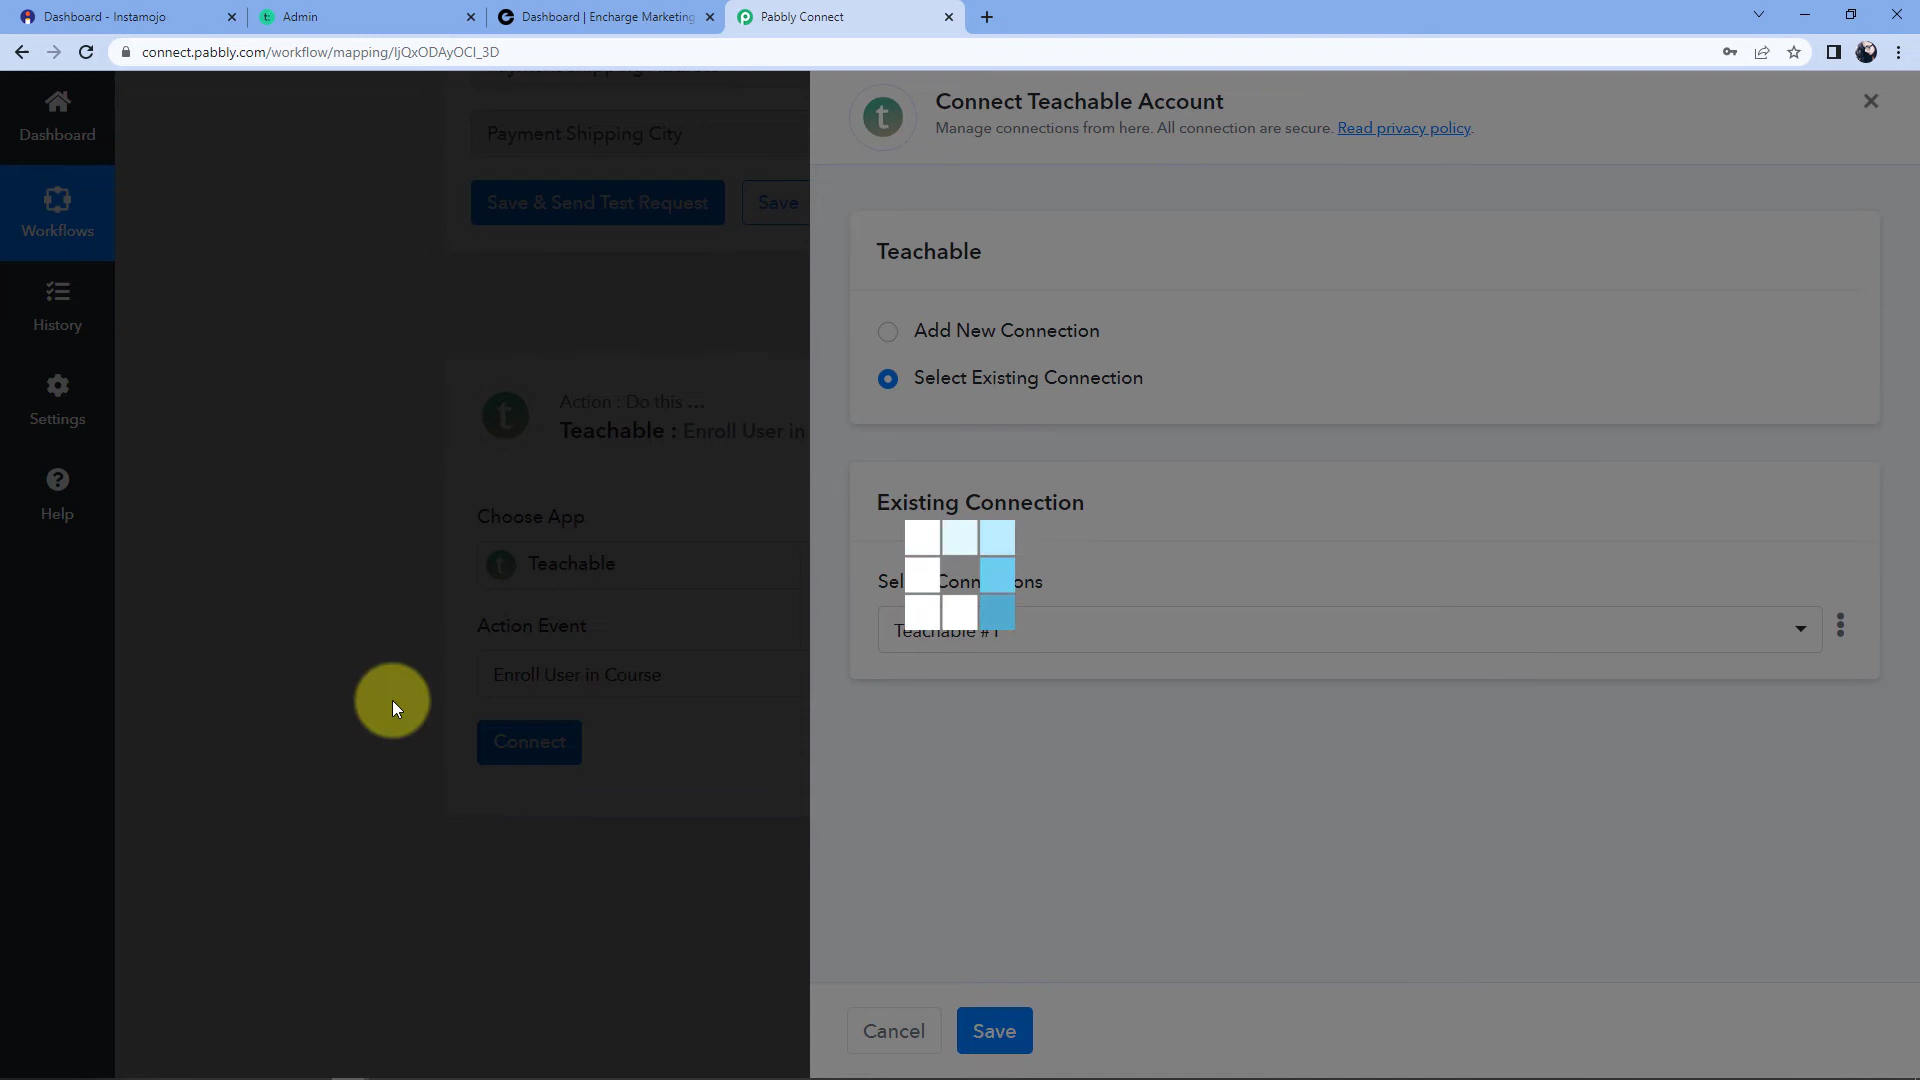 Dashboard - Instamojo
Admin
Dashboard | Encharge Marketing
Pabbly Connect
connect.pabbly.com/workflow/mapping/IjQxODAyOCI_3D
Dashboard
Workflows
History
Settings
Help
Payment Shipping City
Save & Send Test Request
Save
Action : Do this ...
Teachable : Enroll User in
Choose App
Teachable
Action Event
Enroll User in Course
Connect
Connect Teachable Account
Manage connections from here. All connection are secure. Read privacy policy.
Teachable
Add New Connection
Select Existing Connection
Existing Connection
Teachable #1
Cancel
Save